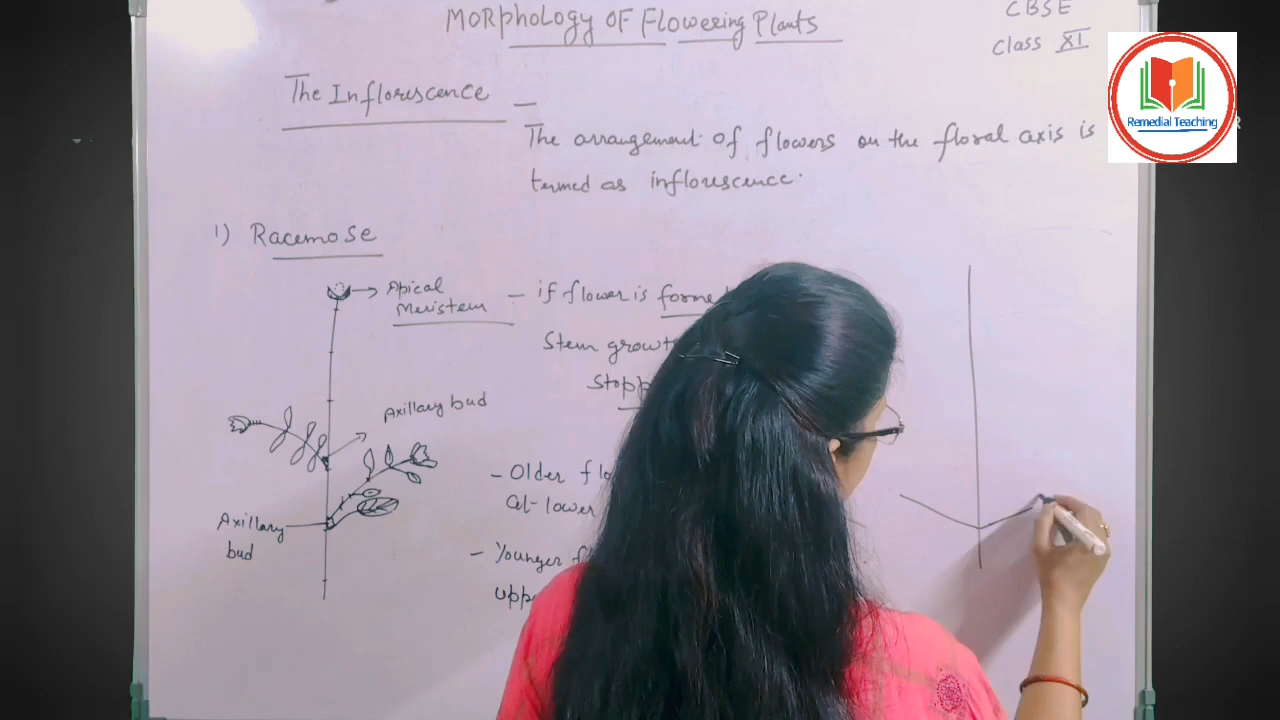 Morphology of Flowering Plants
CBSE
Class XI
Remedial Teaching
The Inflorescence –
The arrangement of flowers on the floral axis is
termed as inflorescence.
1) Racemose
Apical
Meristem
– if flower is
Stem
Axillary bud
– Older
at lower
Axillary
bud
– Younger